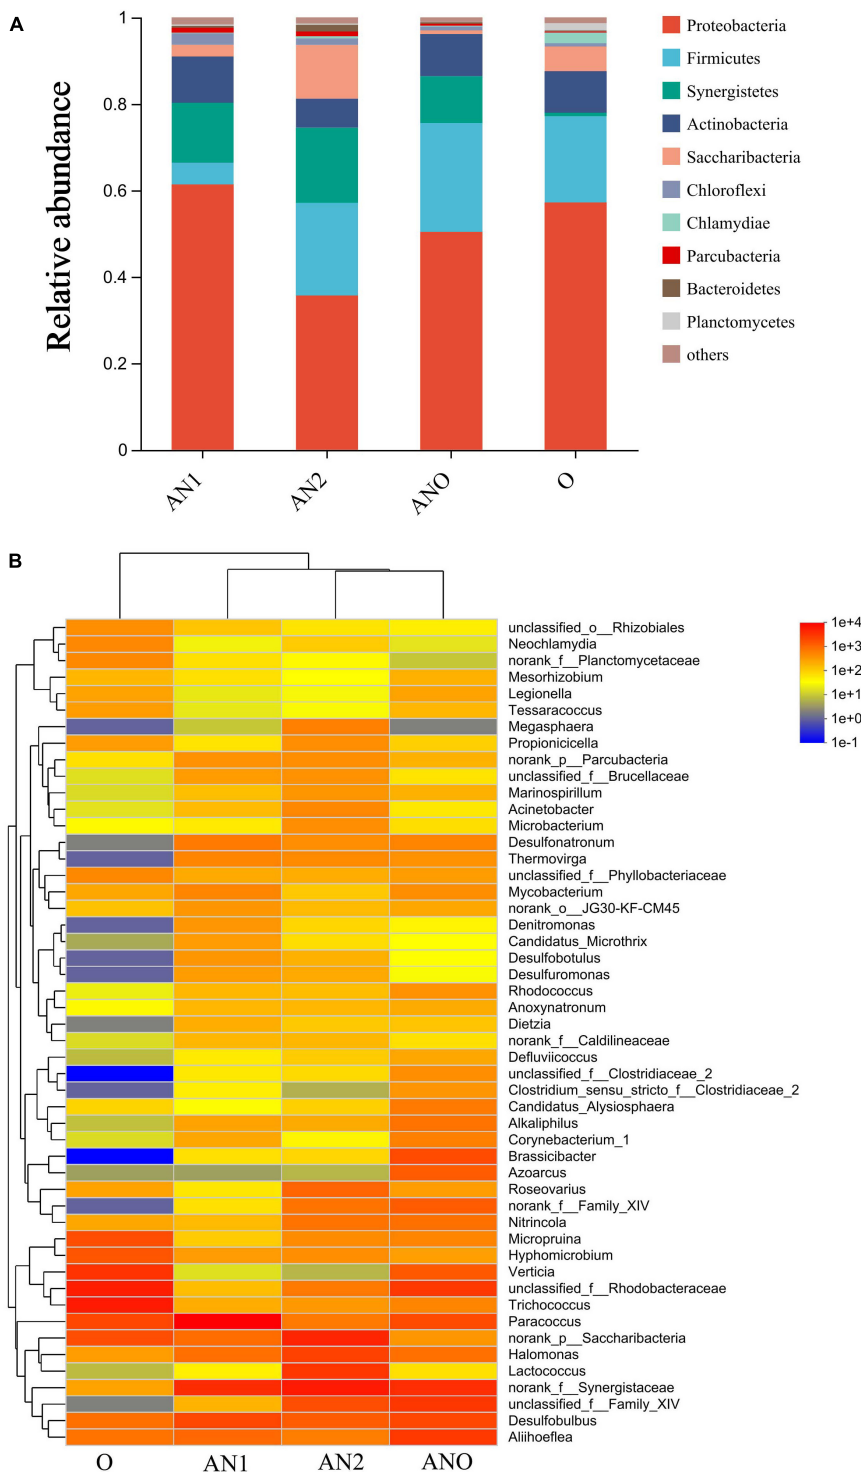 A
Relative abundance
1
0.8
0.6
0.4
0.2
0
AN1
AN2
ANO
O
Proteobacteria
Firmicutes
Synergistetes
Actinobacteria
Saccharibacteria
Chloroflexi
Chlamydiae
Parcubacteria
Bacteroidetes
Planctomycetes
others
B
unclassified_o__Rhizobiales
Neochlamydia
norank_f__Planctomycetaceae
Mesorhizobium
Legionella
Tessaracoccus
Megasphaera
Propionicicella
norank_p__Parcubacteria
unclassified_f__Brucellaceae
Marinospirillum
Acinetobacter
Microbacterium
Desulfonatronum
Thermovirga
unclassified_f__Phyllobacteriaceae
Mycobacterium
norank_o__JG30-KF-CM45
Denitromonas
Candidatus_Microthrix
Desulfobotulus
Desulfuromonas
Rhodococcus
Anoxynatronum
Dietzia
norank_f__Caldilineaceae
Defluviicoccus
unclassified_f__Clostridiaceae_2
Clostridium_sensu_stricto_f__Clostridiaceae_2
Candidatus_Alysiosphaera
Alkaliphilus
Corynebacterium_1
Brassicibacter
Azoarcus
Roseovarius
norank_f__Family_XIV
Nitrincola
Micropruina
Hyphomicrobium
Verticia
unclassified_f__Rhodobacteraceae
Trichococcus
Paracoccus
norank_p__Saccharibacteria
Halomonas
Lactococcus
norank_f__Synergistaceae
unclassified_f__Family_XIV
Desulfobulbus
Aliihoeflea
1e+4
1e+3
1e+2
1e+1
1e+0
1e-1
O
AN1
AN2
ANO